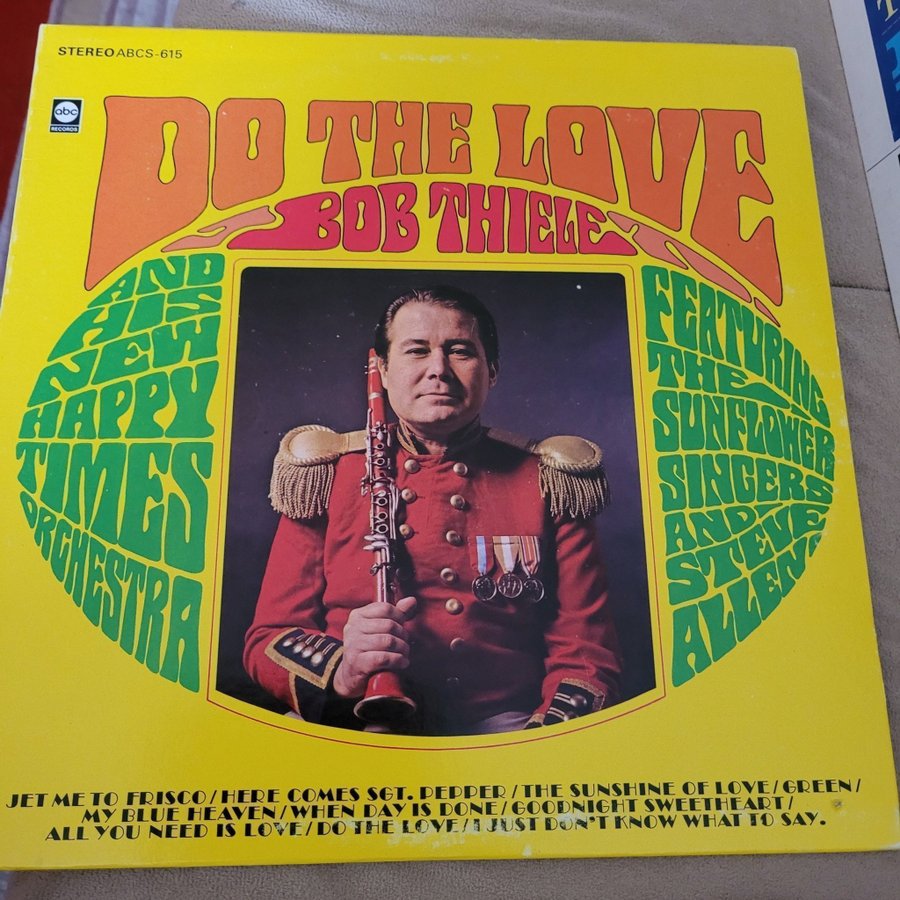 STEREO ABCS-615
abc
RECORDS
DO THE LOVE
BOB THIELE
AND
HIS
NEW
HAPPY
TIMES
ORCHESTRA
FEATURING
THE
SUNFLOWER
SINGERS
AND
STEVE
ALLEN
JET ME TO FRISCO/HERE COMES SGT. PEPPER/THE SUNSHINE OF LOVE/GREEN/
MY BLUE HEAVEN/WHEN DAY IS DONE/GOODNIGHT SWEETHEART/
ALL YOU NEED IS LOVE/DO THE LOVE/I JUST DON'T KNOW WHAT TO SAY.